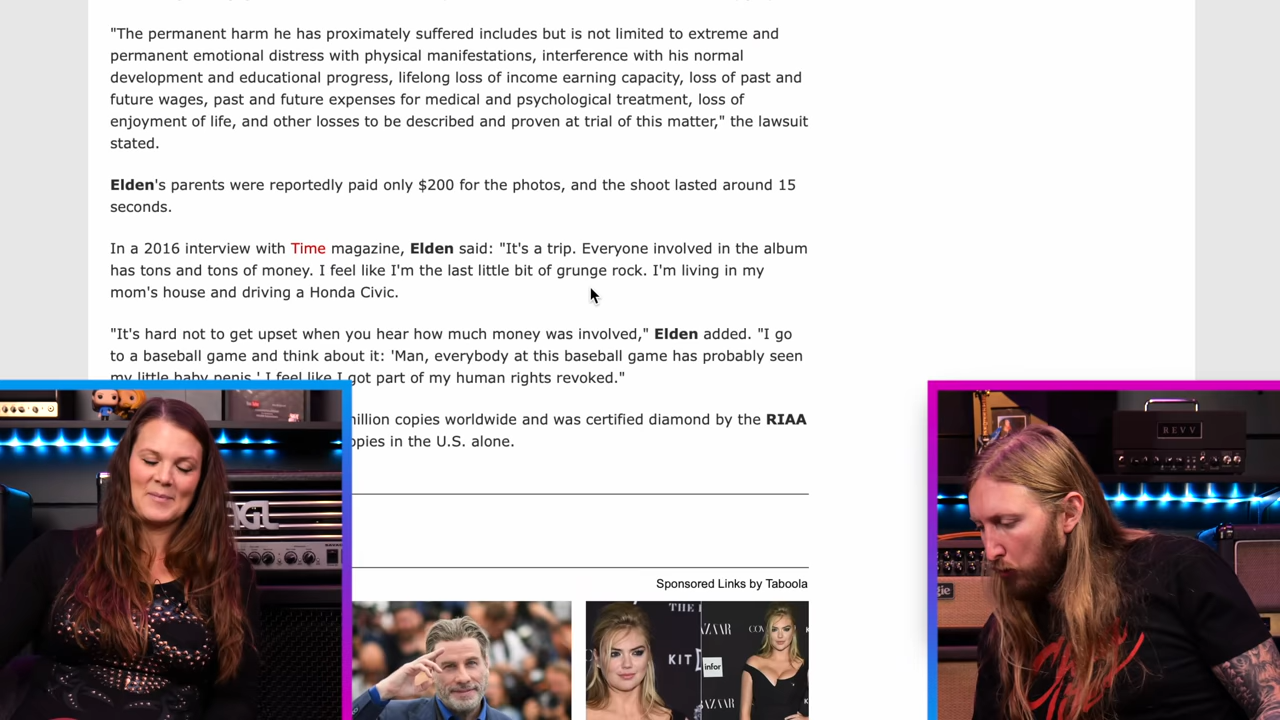 "The permanent harm he has proximately suffered includes but is not limited to extreme and
permanent emotional distress with physical manifestations, interference with his normal
development and educational progress, lifelong loss of income earning capacity, loss of past and
future wages, past and future expenses for medical and psychological treatment, loss of
enjoyment of life, and other losses to be described and proven at trial of this matter," the lawsuit
stated.
Elden's parents were reportedly paid only $200 for the photos, and the shoot lasted around 15
seconds.
In a 2016 interview with Time magazine, Elden said: "It's a trip. Everyone involved in the album
has tons and tons of money. I feel like I'm the last little bit of grunge rock. I'm living in my
mom's house and driving a Honda Civic.
"It's hard not to get upset when you hear how much money was involved," Elden added. "I go
to a baseball game and think about it: 'Man, everybody at this baseball game has probably seen
my little baby penis.' I feel like I got part of my human rights revoked."
million copies worldwide and was certified diamond by the RIAA
opies in the U.S. alone.
REVV
Sponsored Links by Taboola
KIT
infor